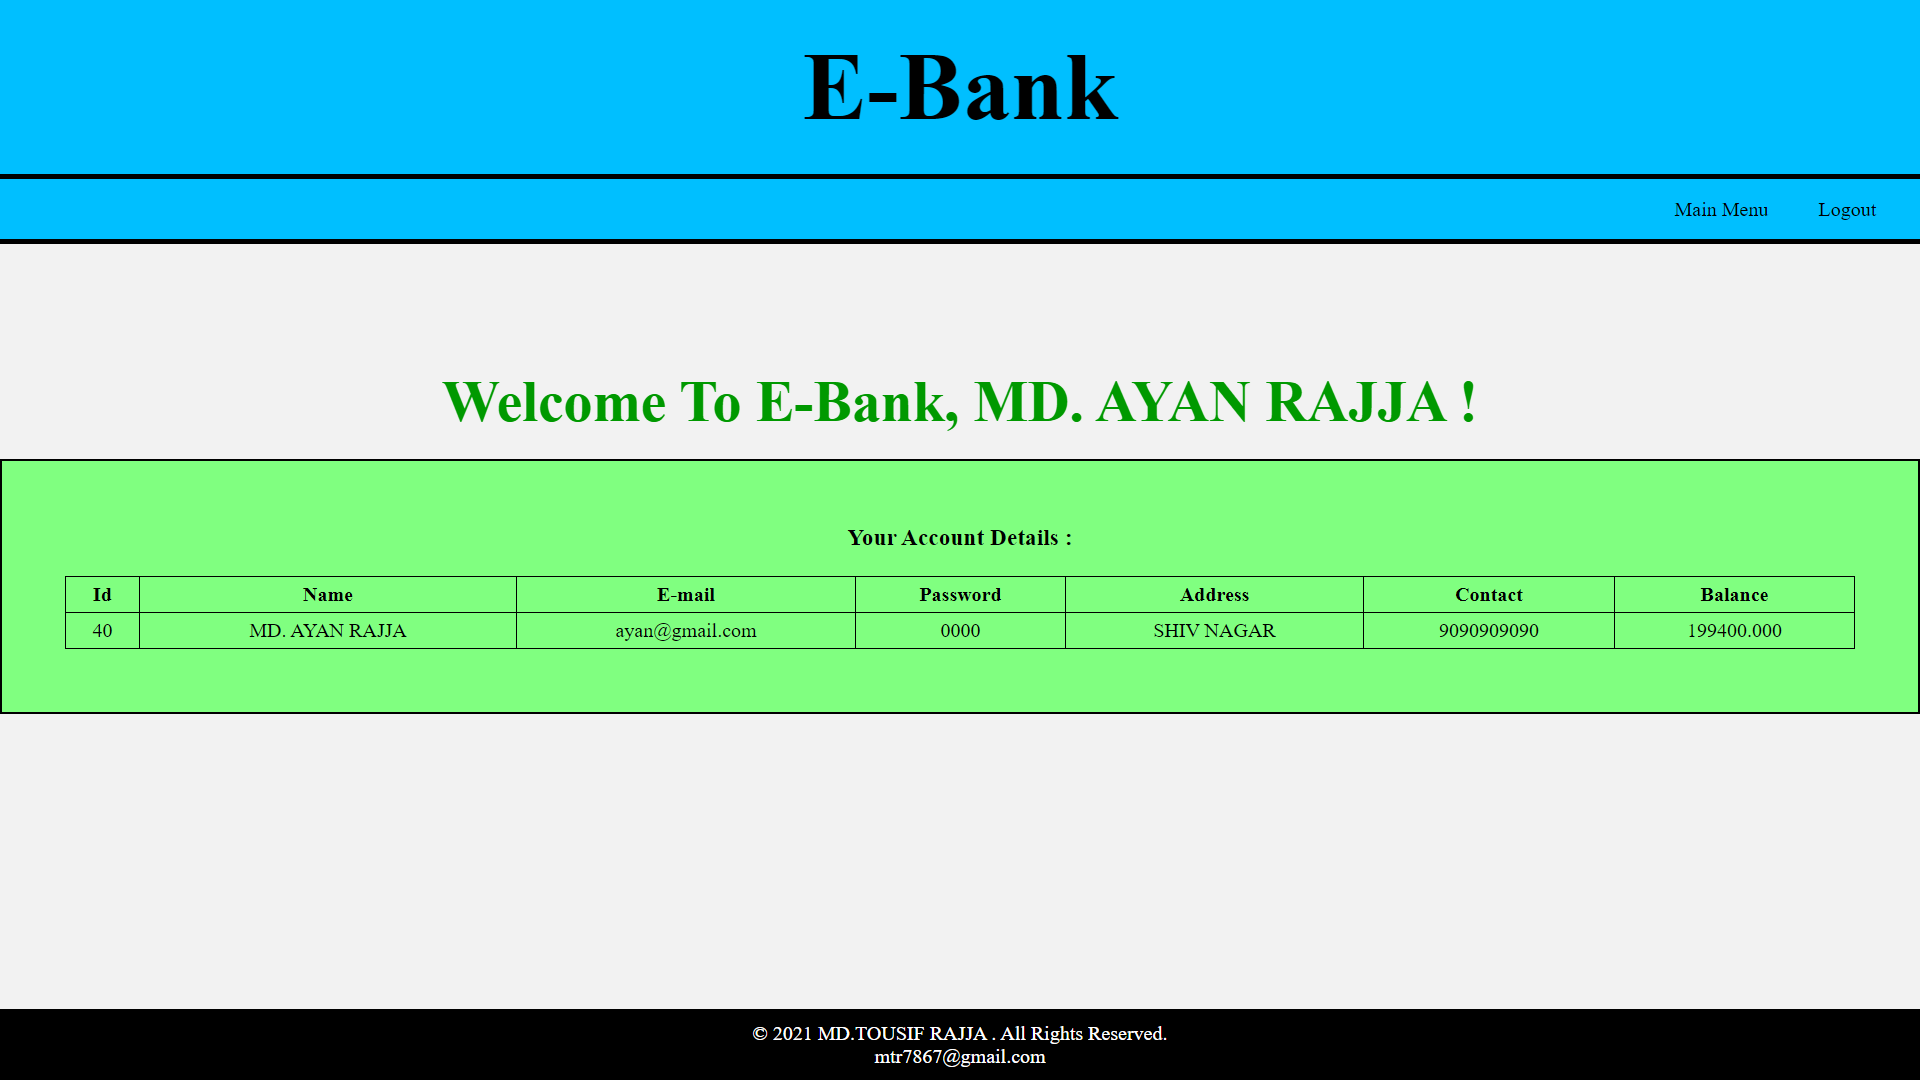 E-Bank
Main Menu Logout
Welcome To E-Bank, MD. AYAN RAJJA !
Your Account Details :
Id Name E-mail Password Address Contact Balance
40 MD. AYAN RAJJA ayan@gmail.com 0000 SHIV NAGAR 9090909090 199400.000
© 2021 MD.TOUSIF RAJJA . All Rights Reserved.
mtr7867@gmail.com